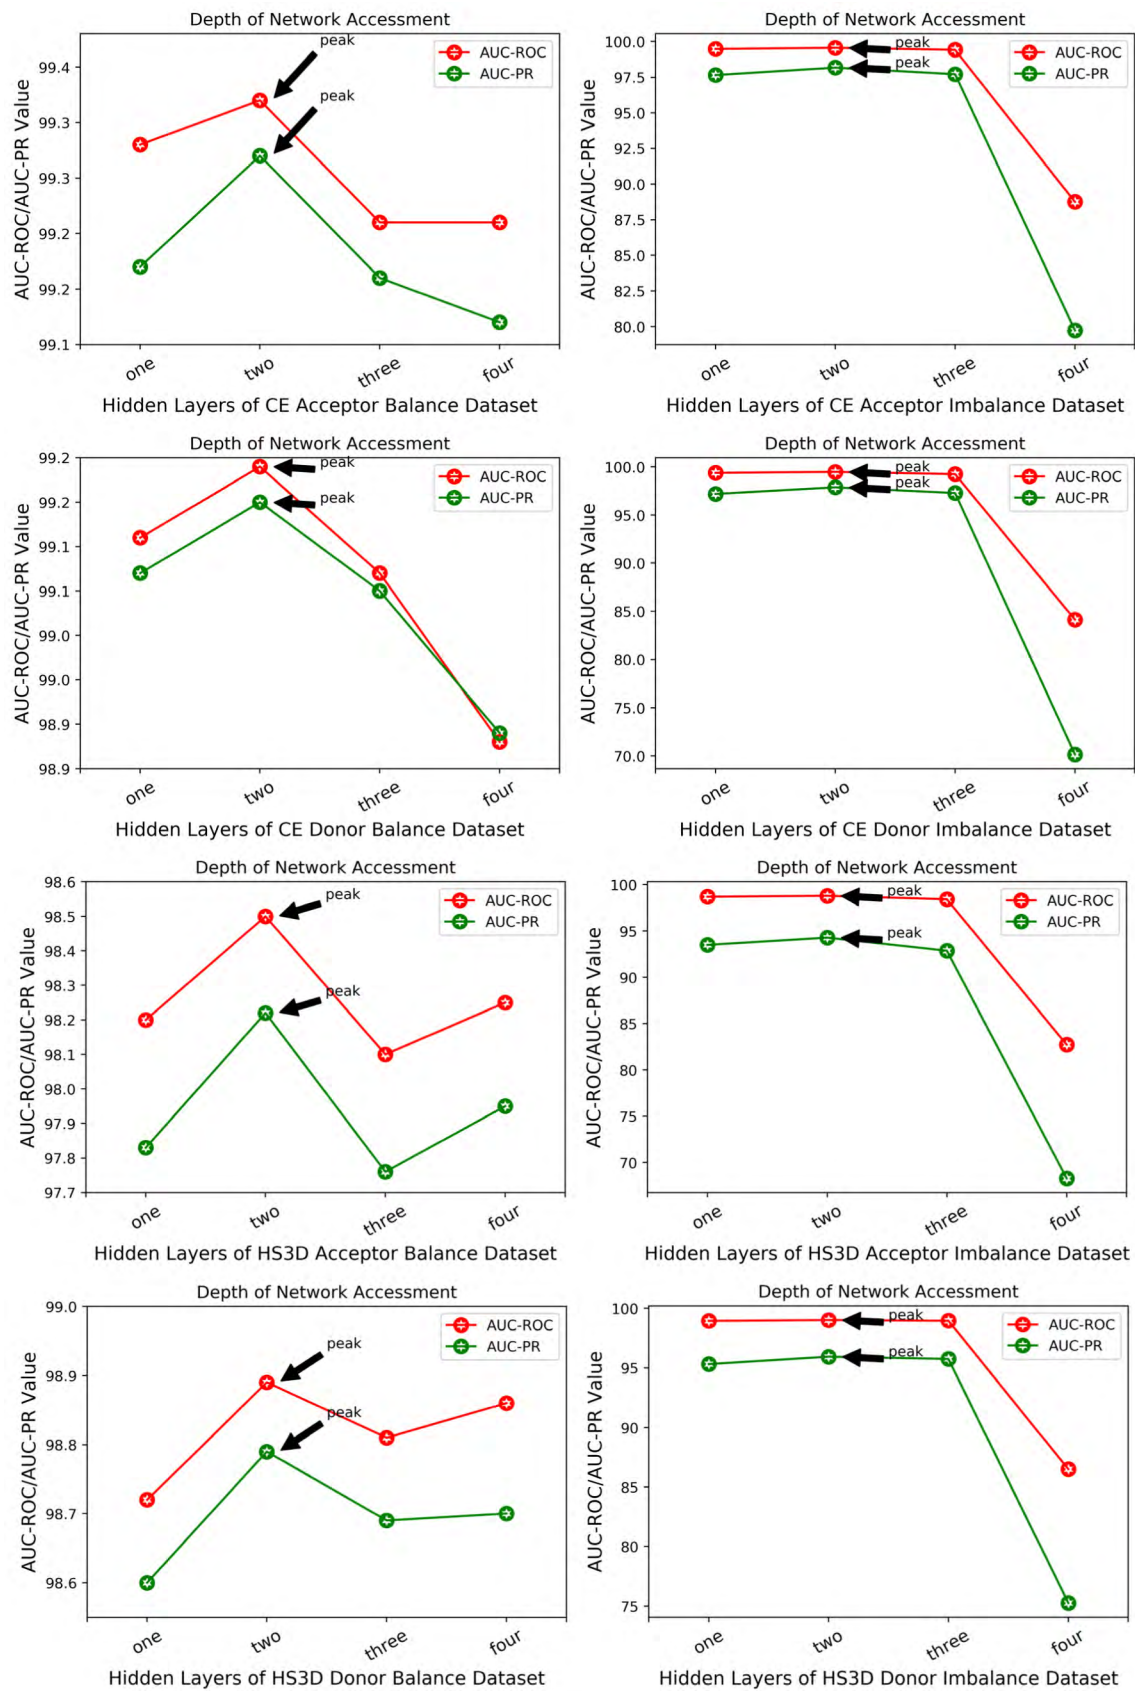 Depth of Network Accessment
peak
peak
AUC-ROC
AUC-PR
99.4
99.3
99.3
99.2
99.2
99.1
AUC-ROC/AUC-PR Value
one
two
three
four
Hidden Layers of CE Acceptor Balance Dataset
Depth of Network Accessment
peak
peak
AUC-ROC
AUC-PR
100.0
97.5
95.0
92.5
90.0
87.5
85.0
82.5
80.0
AUC-ROC/AUC-PR Value
one
two
three
four
Hidden Layers of CE Acceptor Imbalance Dataset
Depth of Network Accessment
peak
peak
AUC-ROC
AUC-PR
99.2
99.2
99.1
99.1
99.0
99.0
98.9
98.9
AUC-ROC/AUC-PR Value
one
two
three
four
Hidden Layers of CE Donor Balance Dataset
Depth of Network Accessment
peak
peak
AUC-ROC
AUC-PR
100.0
95.0
90.0
85.0
80.0
75.0
70.0
AUC-ROC/AUC-PR Value
one
two
three
four
Hidden Layers of CE Donor Imbalance Dataset
Depth of Network Accessment
peak
peak
AUC-ROC
AUC-PR
98.6
98.5
98.4
98.3
98.2
98.1
98.0
97.9
97.8
97.7
AUC-ROC/AUC-PR Value
one
two
three
four
Hidden Layers of HS3D Acceptor Balance Dataset
Depth of Network Accessment
peak
peak
AUC-ROC
AUC-PR
100
95
90
85
80
75
70
AUC-ROC/AUC-PR Value
one
two
three
four
Hidden Layers of HS3D Acceptor Imbalance Dataset
Depth of Network Accessment
peak
peak
AUC-ROC
AUC-PR
99.0
98.9
98.8
98.7
98.6
AUC-ROC/AUC-PR Value
one
two
three
four
Hidden Layers of HS3D Donor Balance Dataset
Depth of Network Accessment
peak
peak
AUC-ROC
AUC-PR
100
95
90
85
80
75
AUC-ROC/AUC-PR Value
one
two
three
four
Hidden Layers of HS3D Donor Imbalance Dataset